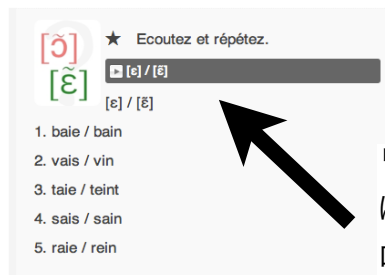 [ɔ̃]
[ɛ̃]
★ Ecoutez et répétez.
[ɛ] / [ɛ̃]
[ɛ] / [ɛ̃]
1. baie / bain
2. vais / vin
3. taie / teint
4. sais / sain
5. raie / rein